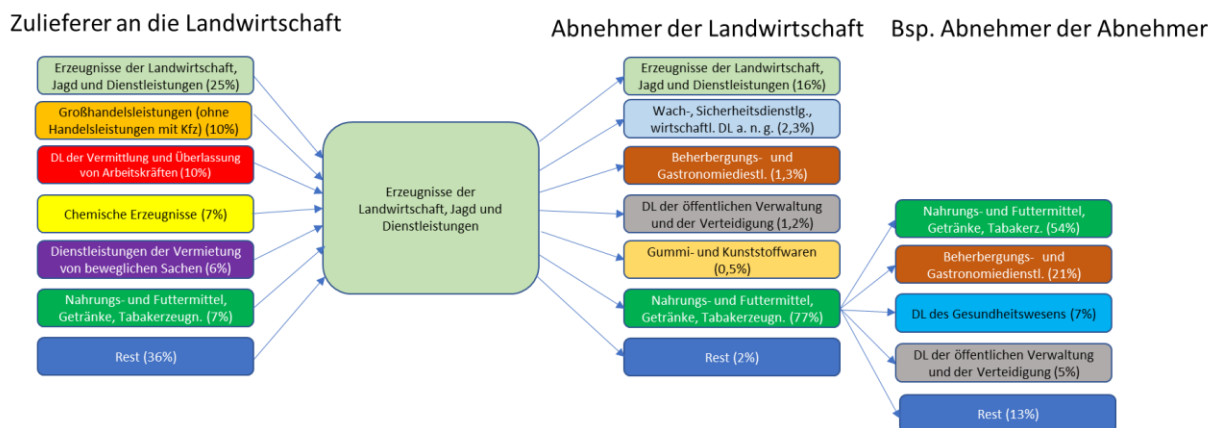 Zulieferer an die Landwirtschaft
Erzeugnisse der Landwirtschaft,
Jagd und Dienstleistungen (25%)
Großhandelsleistungen (ohne
Handelsleistungen mit Kfz) (10%)
DL der Vermittlung und Überlassung
von Arbeitskräften (10%)
Chemische Erzeugnisse (7%)
Dienstleistungen der Vermietung
von beweglichen Sachen (6%)
Nahrungs- und Futtermittel,
Getränke, Tabakerzeugn. (7%)
Rest (36%)
Erzeugnisse der
Landwirtschaft, Jagd und
Dienstleistungen
Abnehmer der Landwirtschaft
Erzeugnisse der Landwirtschaft,
Jagd und Dienstleistungen (16%)
Wach-, Sicherheitsdienstlg.,
wirtschaftl. DL a. n. g. (2,3%)
Beherbergungs- und
Gastronomiediestl. (1,3%)
DL der öffentlichen Verwaltung
und der Verteidigung (1,2%)
Gummi- und Kunststoffwaren
(0,5%)
Nahrungs- und Futtermittel,
Getränke, Tabakerzeugn. (77%)
Rest (2%)
Bsp. Abnehmer der Abnehmer
Nahrungs- und Futtermittel,
Getränke, Tabakerz. (54%)
Beherbergungs- und
Gastronomiedienstl. (21%)
DL des Gesundheitswesens (7%)
DL der öffentlichen Verwaltung
und der Verteidigung (5%)
Rest (13%)